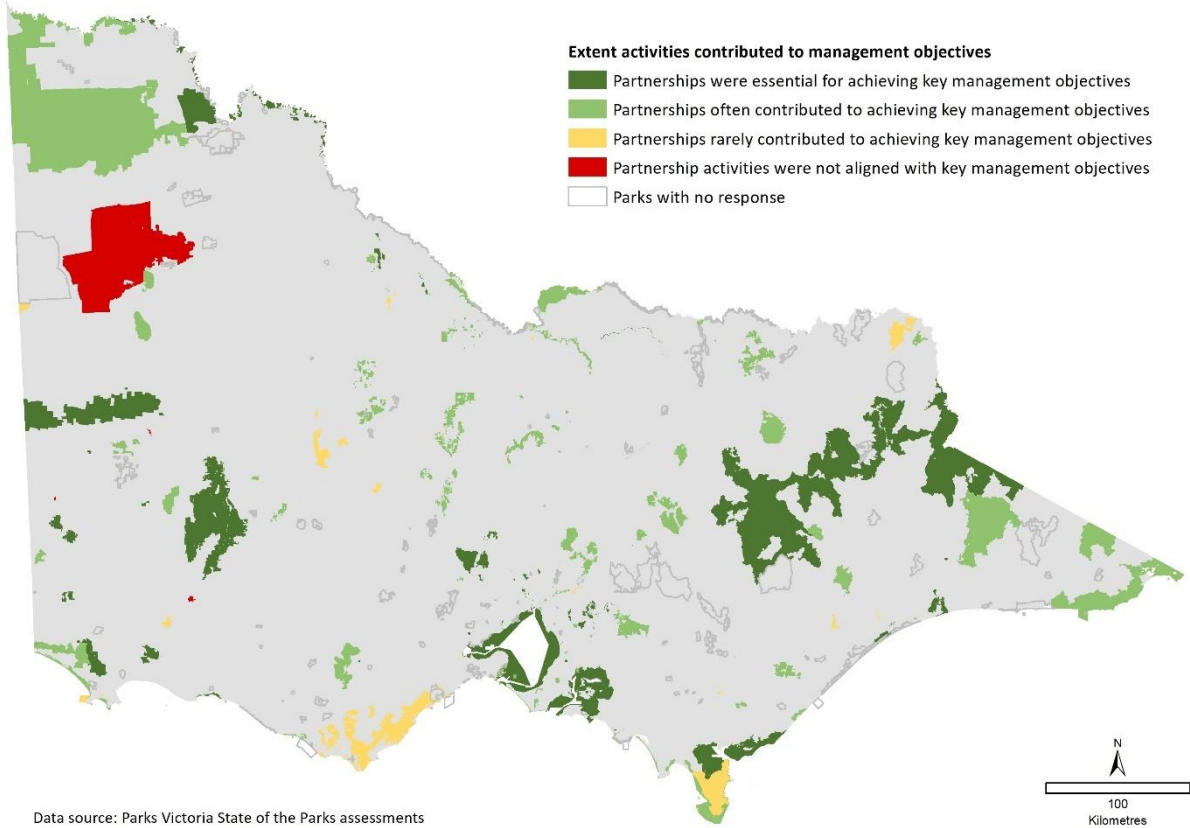 Extent activities contributed to management objectives
Partnerships were essential for achieving key management objectives
Partnerships often contributed to achieving key management objectives
Partnerships rarely contributed to achieving key management objectives
Partnership activities were not aligned with key management objectives
Parks with no response
N
100
Kilometres
Data source: Parks Victoria State of the Parks assessments